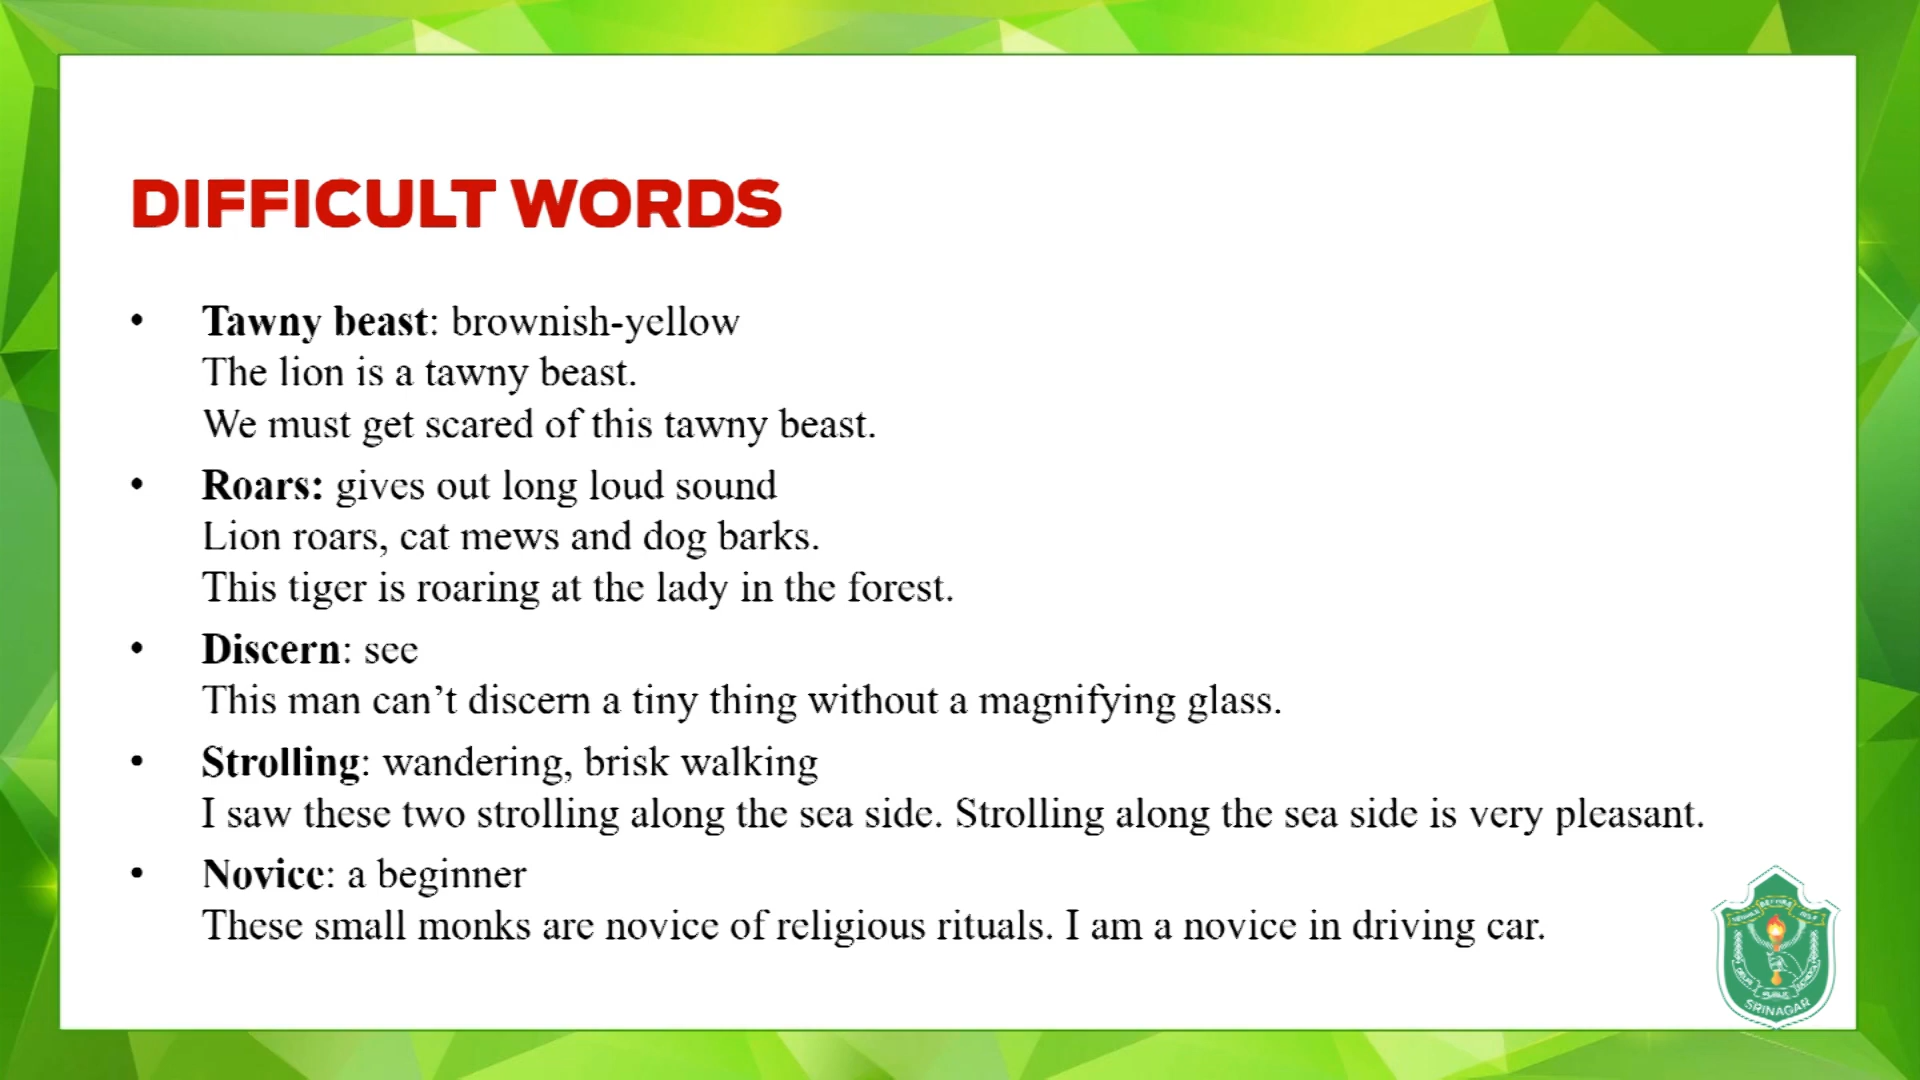 DIFFICULT WORDS
• Tawny beast: brownish-yellow
The lion is a tawny beast.
We must get scared of this tawny beast.
• Roars: gives out long loud sound
Lion roars, cat mews and dog barks.
This tiger is roaring at the lady in the forest.
• Discern: see
This man can’t discern a tiny thing without a magnifying glass.
• Strolling: wandering, brisk walking
I saw these two strolling along the sea side. Strolling along the sea side is very pleasant.
• Novice: a beginner
These small monks are novice of religious rituals. I am a novice in driving car.
SERVICE BEFORE SELF
SRINAGAR